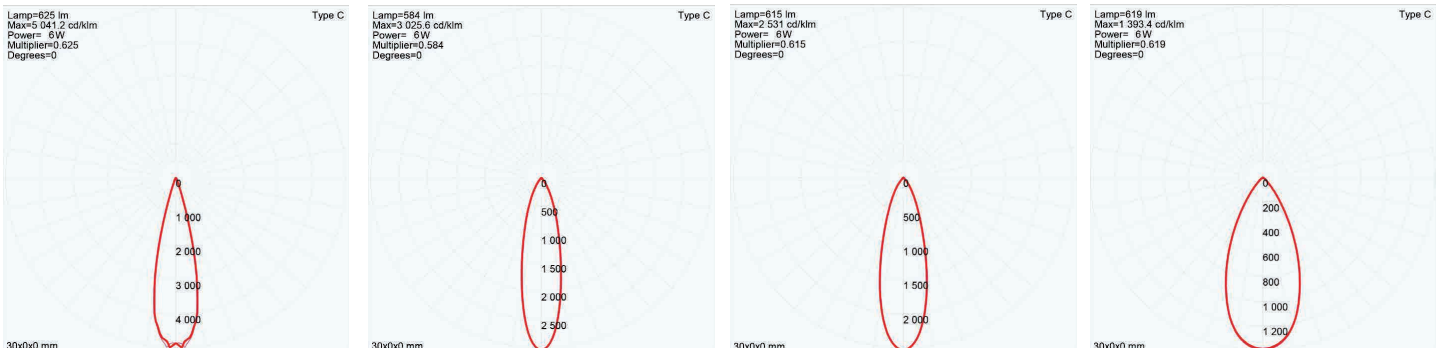 Lamp=625 lm
Max=5 041.2 cd/klm
Power= 6W
Multiplier=0.625
Degrees=0
Type C
0
1 000
2 000
3 000
4 000
30x0x0 mm
Lamp=584 lm
Max=3 025.6 cd/klm
Power= 6W
Multiplier=0.584
Degrees=0
Type C
0
500
1 000
1 500
2 000
2 500
30x0x0 mm
Lamp=615 lm
Max=2 531 cd/klm
Power= 6W
Multiplier=0.615
Degrees=0
Type C
0
500
1 000
1 500
2 000
30x0x0 mm
Lamp=619 lm
Max=1 393.4 cd/klm
Power= 6W
Multiplier=0.619
Degrees=0
Type C
0
200
400
600
800
1 000
1 200
30x0x0 mm